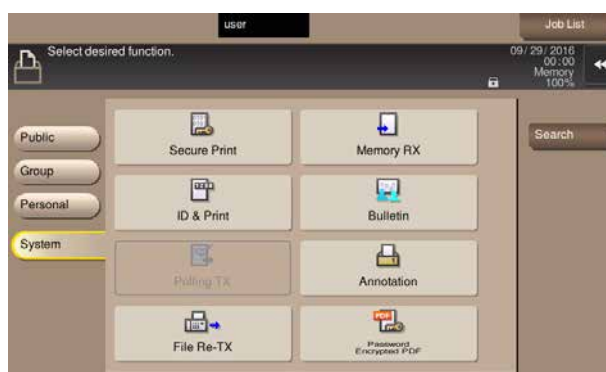 user
Job List
Select desired function.
09/29/2016
00:00
Memory
100%
Public
Group
Personal
System
Search
Secure Print
Memory RX
ID & Print
Bulletin
Polling TX
Annotation
File Re-TX
PDF
Password
Encrypted PDF